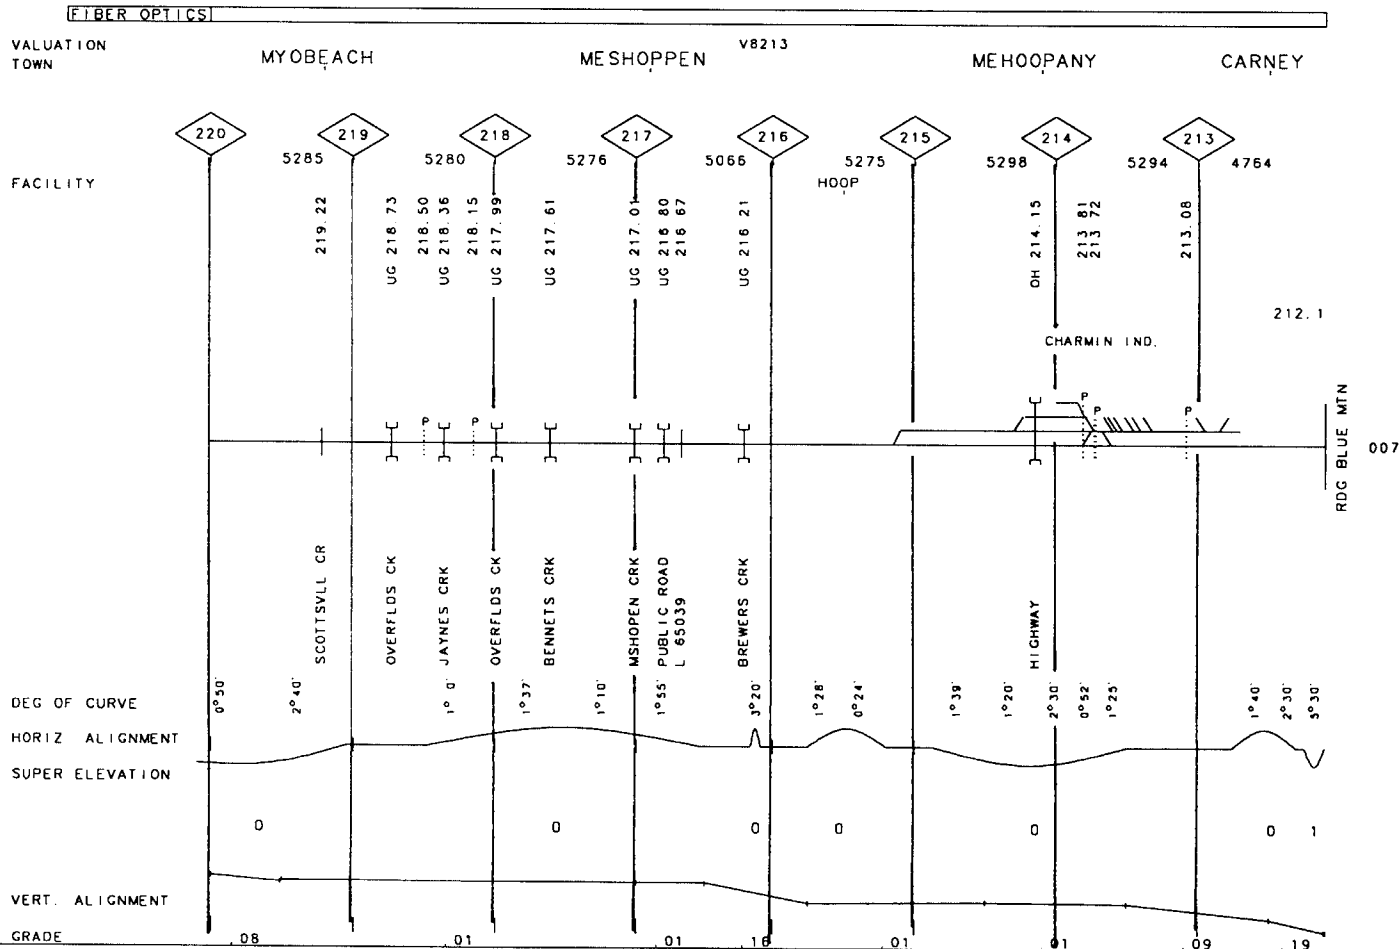 FIBER OPTICS
VALUATION V8213
TOWN MYOBEACH MESHOPPEN MEHOOPANY CARNEY
220 219 218 217 216 215 214 213
5285 5280 5276 5066 5275 5298 5294 4764
FACILITY HOOP
219.22
UG 218.73
218.50
UG 218.36
218.15
UG 217.99
UG 217.61
UG 217.01
UG 216 80
216 67
UG 216 21
OH 214.15
213 81
213 72
213.08
212.1
CHARMIN IND.
P P P P P
RDG BLUE MTN
007
SCOTTSVLL CR
OVERFLDS CK
JAYNES CRK
OVERFLDS CK
BENNETS CRK
MSHOPEN CRK
PUBLIC ROAD
L 65039
BREWERS CRK
HIGHWAY
DEG OF CURVE 0°50' 2°40' 1° 0' 1°37' 1°10' 1°55' 3°20' 1°28' 0°24' 1°39' 1°20' 2°30' 0°52' 1°25' 1°40' 2°30' 5°30'
HORIZ ALIGNMENT
SUPER ELEVATION
0 0 0 0 0 0 1
VERT. ALIGNMENT
GRADE .08 .01 .01 .16 .01 .01 .09 .19